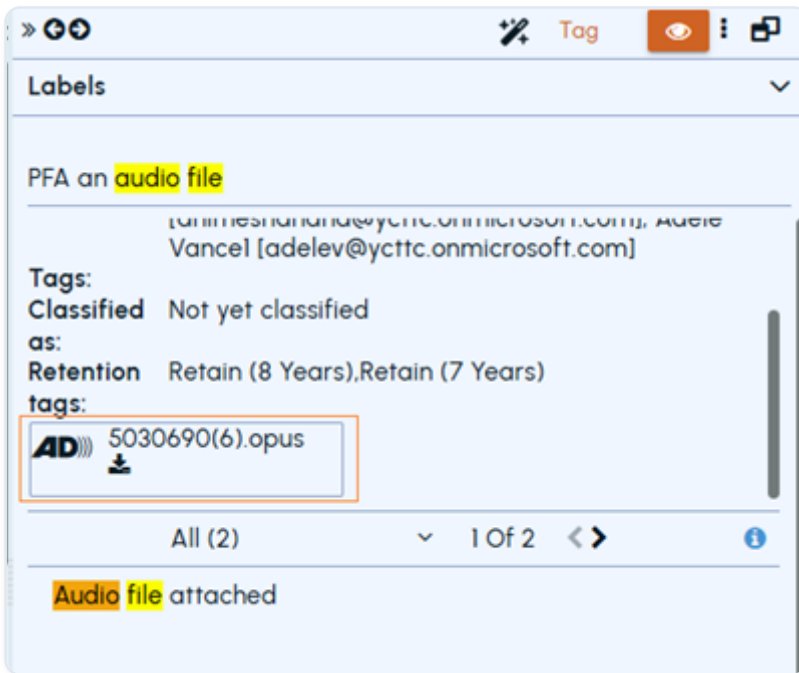 Tag
Labels
PFA an audio file
Vance1 [adelev@ycttc.onmicrosoft.com]
Tags:
Classified as: Not yet classified
Retention tags: Retain (8 Years),Retain (7 Years)
AD 5030690(6).opus
All (2) 1 Of 2
Audio file attached